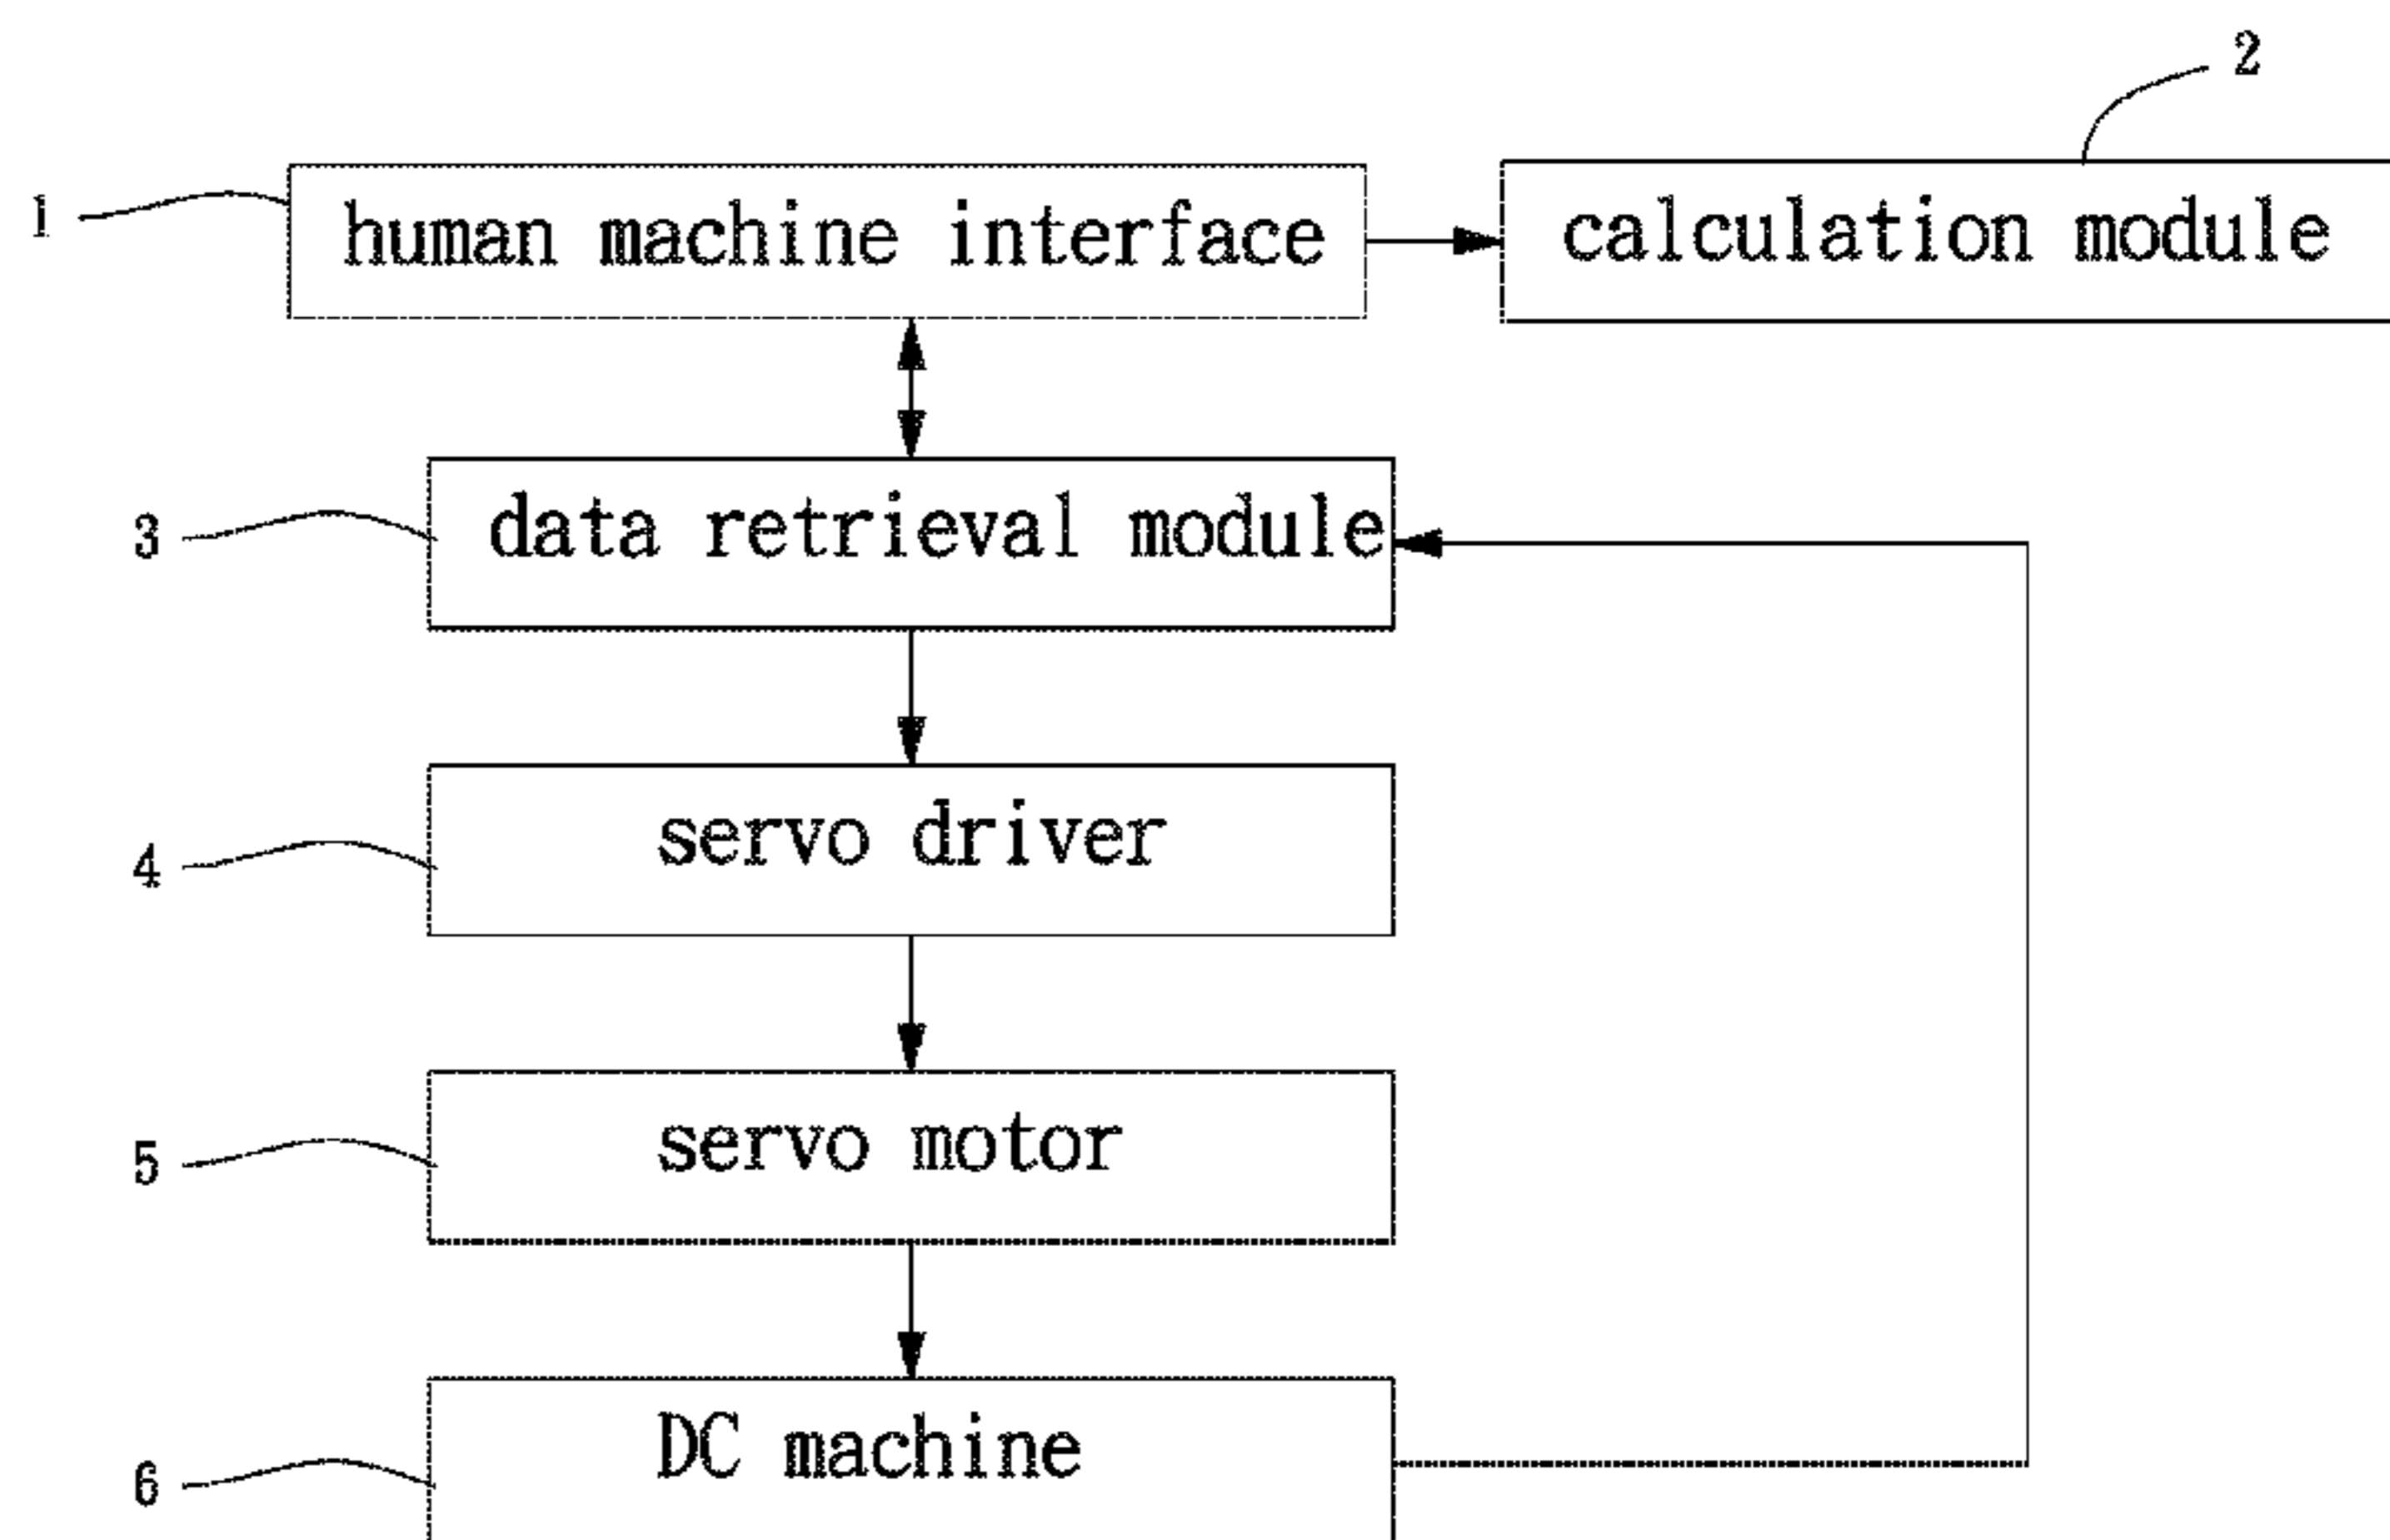 2
1
human machine interface
calculation module
3
data retrieval module
4
servo driver
5
servo motor
6
DC machine